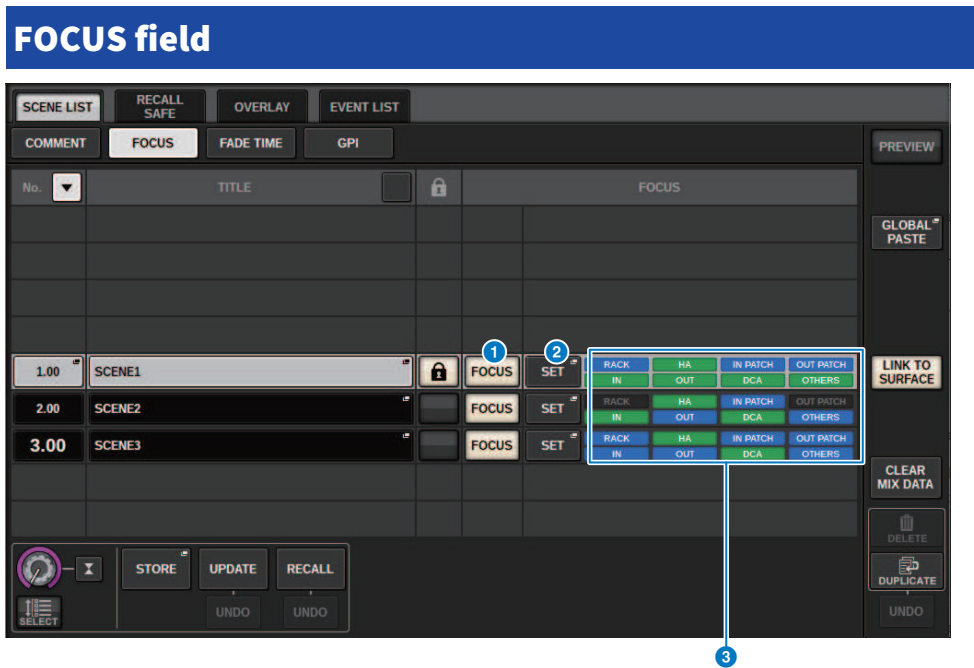 FOCUS field
SCENE LIST RECALL SAFE OVERLAY EVENT LIST
COMMENT FOCUS FADE TIME GPI PREVIEW
No. TITLE FOCUS
GLOBAL PASTE
1 2
1.00 SCENE1 FOCUS SET RACK HA IN PATCH OUT PATCH LINK TO SURFACE
IN OUT DCA OTHERS
2.00 SCENE2 FOCUS SET RACK HA IN PATCH OUT PATCH
IN OUT DCA OTHERS
3.00 SCENE3 FOCUS SET RACK HA IN PATCH OUT PATCH
IN OUT DCA OTHERS
CLEAR MIX DATA
DELETE
STORE UPDATE RECALL DUPLICATE
SELECT UNDO UNDO UNDO
3